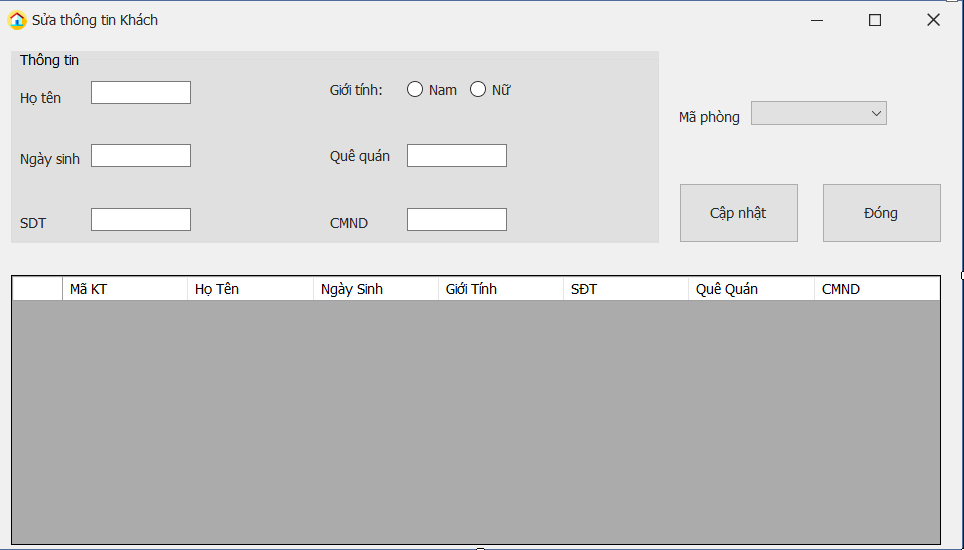 Sửa thông tin Khách
Thông tin
Họ tên
Giới tính: Nam Nữ
Mã phòng
Ngày sinh
Quê quán
SDT
CMND
Cập nhật
Đóng
Mã KT Họ Tên Ngày Sinh Giới Tính SĐT Quê Quán CMND